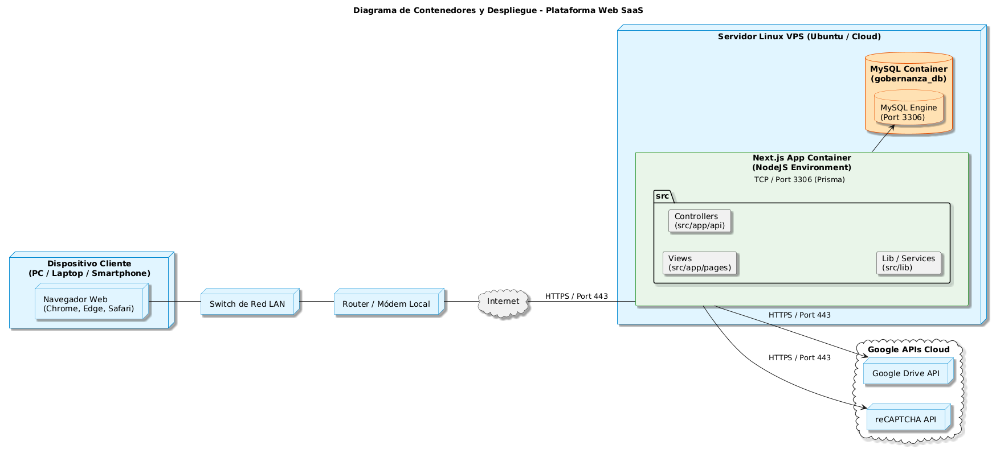 Diagrama de Contenedores y Despliegue - Plataforma Web SaaS
Servidor Linux VPS (Ubuntu / Cloud)
MySQL Container
(gobernanza_db)
MySQL Engine
(Port 3306)
Next.js App Container
(NodeJS Environment)
TCP / Port 3306 (Prisma)
src
Controllers
(src/app/api)
Views
(src/app/pages)
Lib / Services
(src/lib)
Dispositivo Cliente
(PC / Laptop / Smartphone)
Navegador Web
(Chrome, Edge, Safari)
Switch de Red LAN
Router / Módem Local
Internet
HTTPS / Port 443
HTTPS / Port 443
HTTPS / Port 443
Google APIs Cloud
Google Drive API
reCAPTCHA API